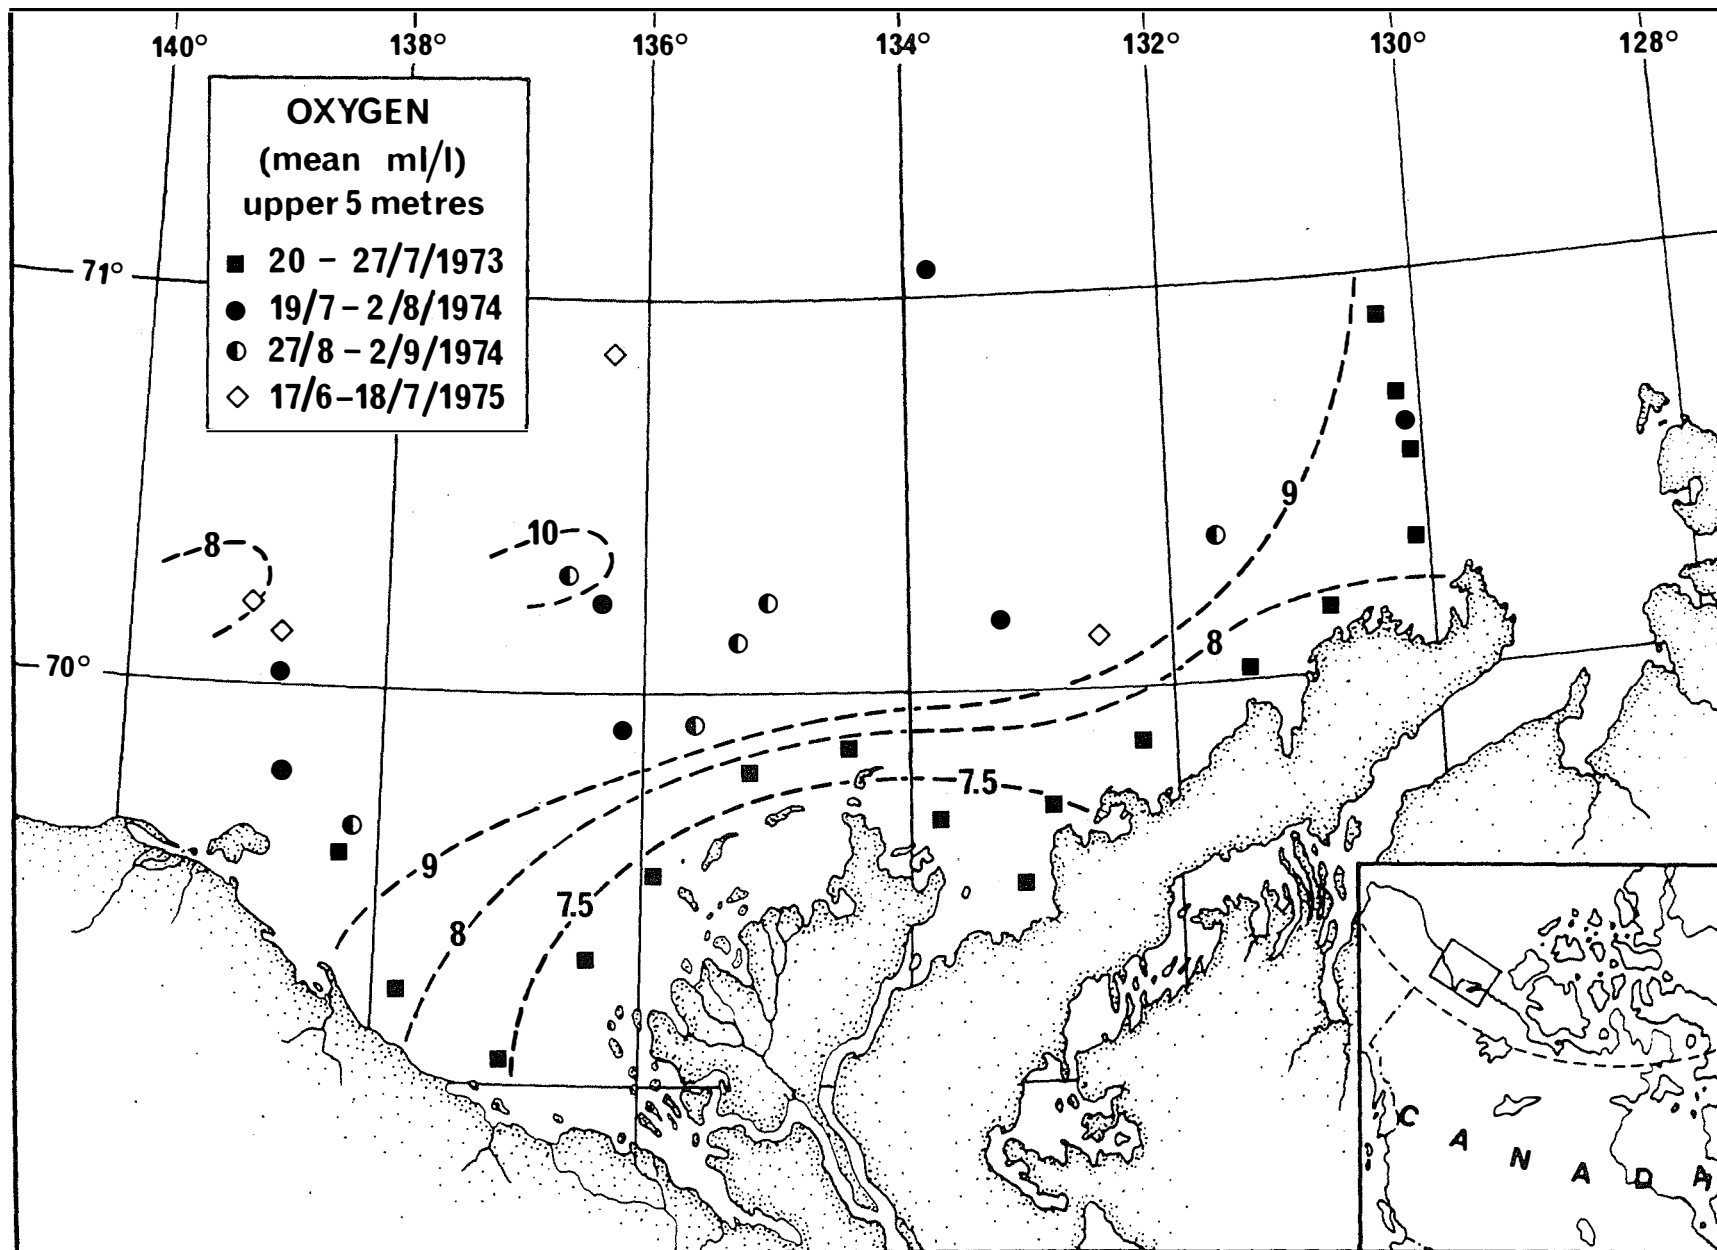 140° 138° 136° 134° 132° 130° 128°
OXYGEN
(mean ml/l)
upper 5 metres
20 – 27/7/1973
19/7 – 2/8/1974
27/8 – 2/9/1974
17/6–18/7/1975
71°
9
10
8
8
70°
7.5
9
7.5
8
C A N A D A